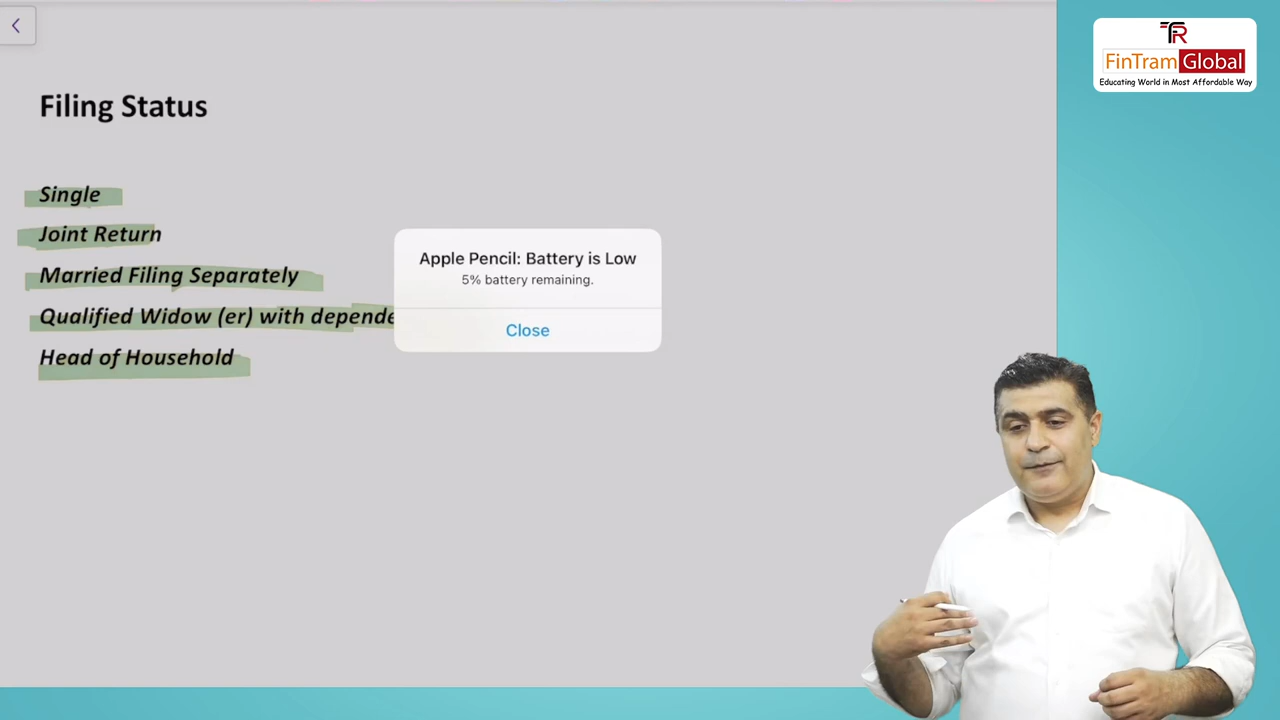 TR
FinTram Global
Educating World in Most Affordable Way
Filing Status
Single
Joint Return
Married Filing Separately
Qualified Widow (er) with depende
Head of Household
Apple Pencil: Battery is Low
5% battery remaining.
Close